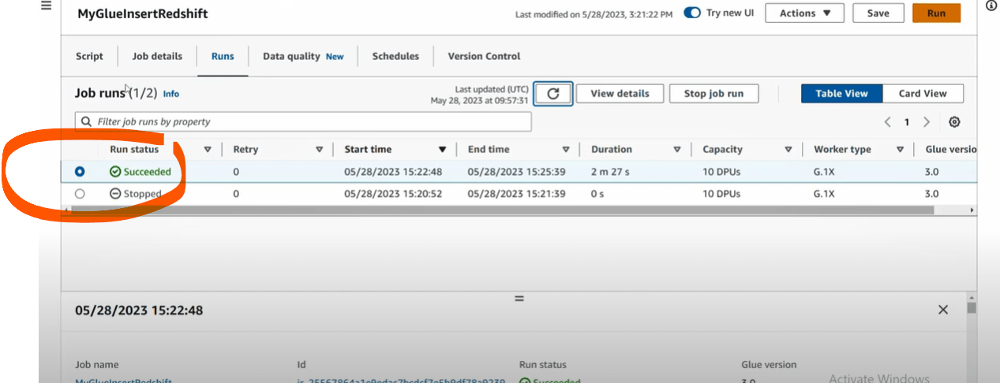 MyGlueInsertRedshift
Last modified on 5/28/2023, 3:21:22 PM Try new UI Actions Save Run
Script Job details Runs Data quality New Schedules Version Control
Job runs (1/2) Info
Last updated (UTC)
May 28, 2023 at 09:57:31
View details Stop job run Table View Card View
Filter job runs by property
1
Run status Retry Start time End time Duration Capacity Worker type Glue versio
Succeeded 0 05/28/2023 15:22:48 05/28/2023 15:25:39 2 m 27 s 10 DPUs G.1X 3.0
Stopped 0 05/28/2023 15:20:52 05/28/2023 15:21:39 0 s 10 DPUs G.1X 3.0
05/28/2023 15:22:48
Job name Id Run status Glue version
MyGlueInsertRedshift Succeeded 3.0
Activate Windows